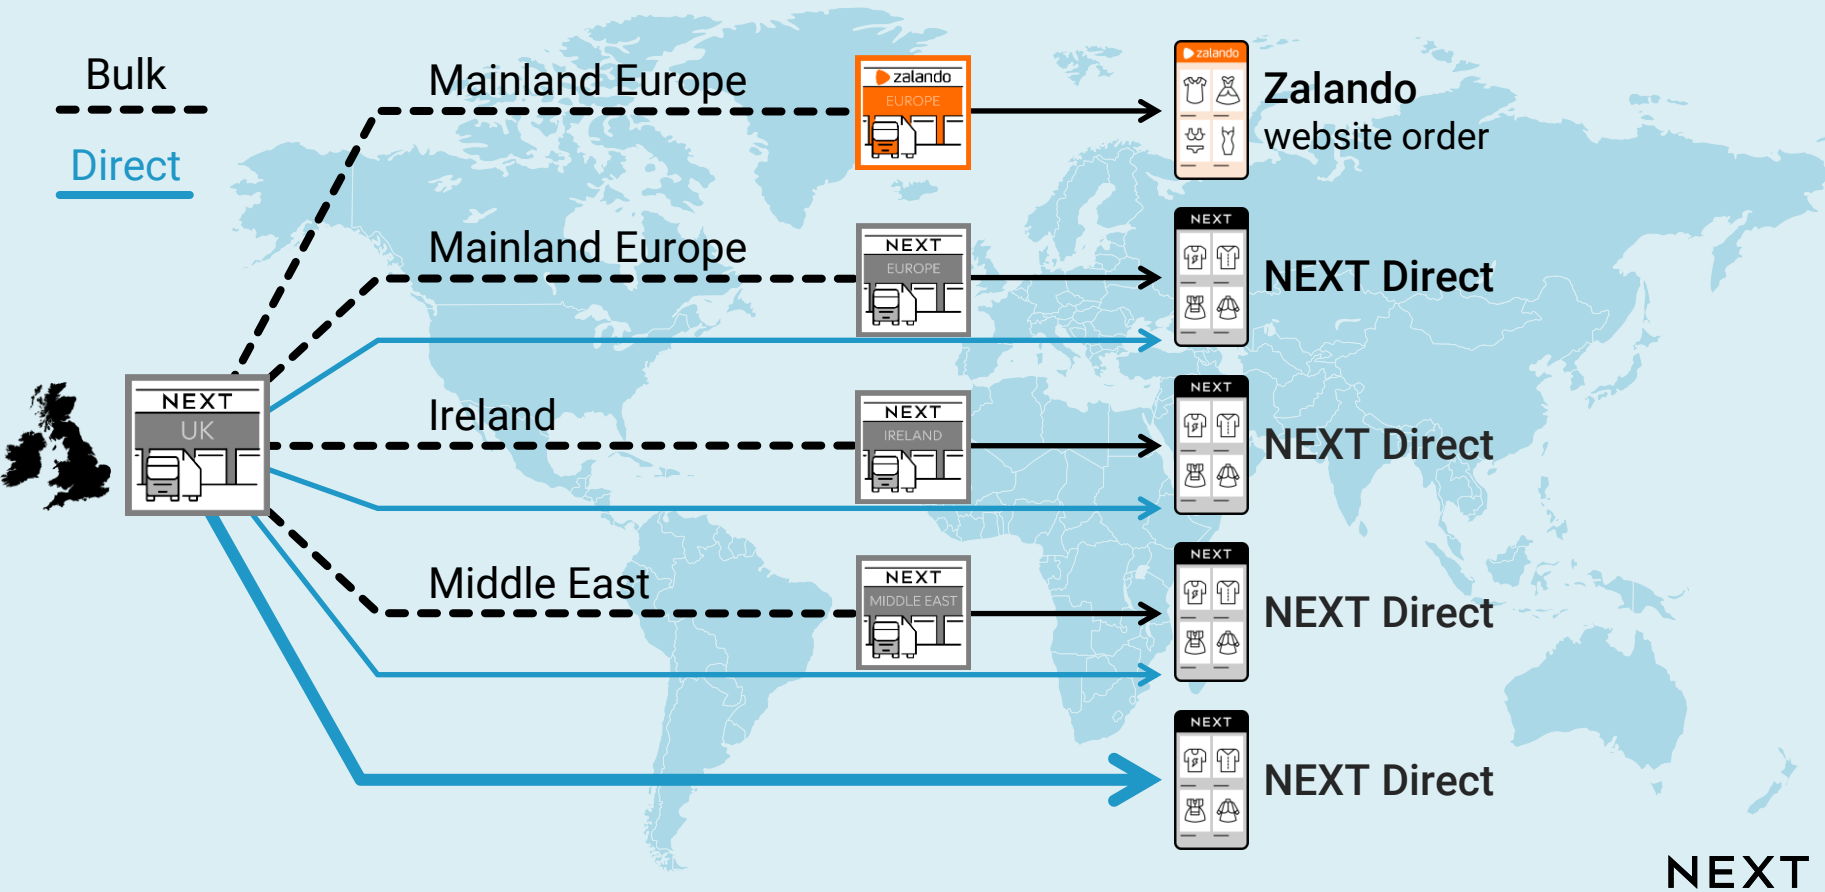 Bulk
Direct
Mainland Europe
zalando
EUROPE
zalando
Zalando
website order
Mainland Europe
NEXT
EUROPE
NEXT
NEXT Direct
NEXT
UK
Ireland
NEXT
IRELAND
NEXT
NEXT Direct
Middle East
NEXT
MIDDLE EAST
NEXT
NEXT Direct
NEXT
NEXT Direct
NEXT